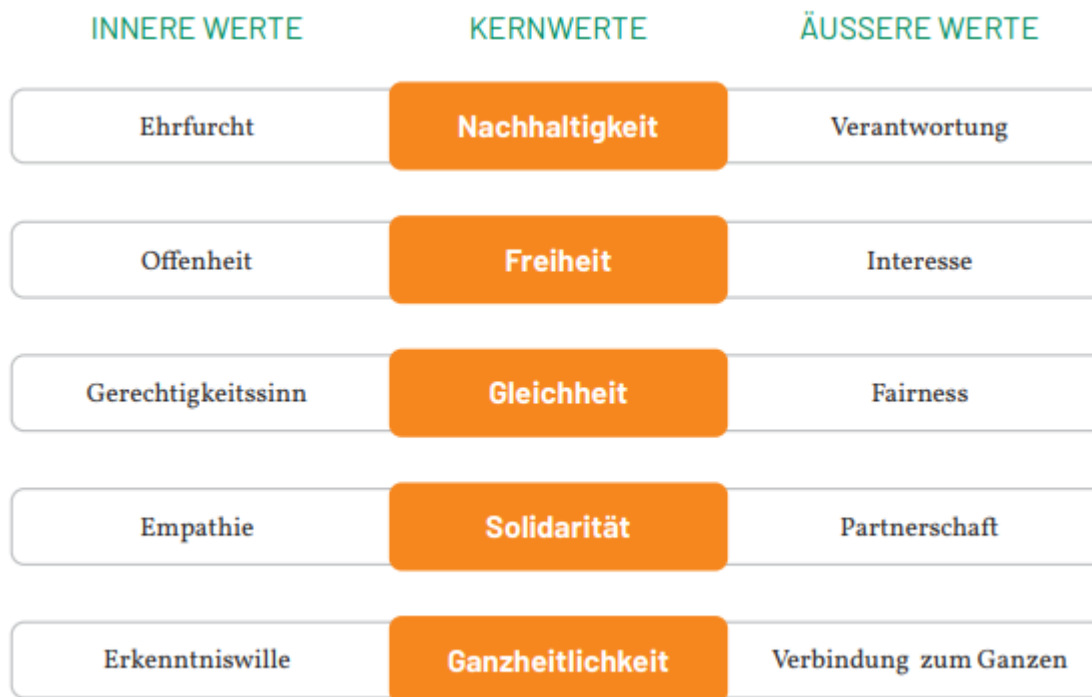 INNERE WERTE KERNWERTE ÄUSSERE WERTE
Ehrfurcht Nachhaltigkeit Verantwortung
Offenheit Freiheit Interesse
Gerechtigkeitssinn Gleichheit Fairness
Empathie Solidarität Partnerschaft
Erkenntniswille Ganzheitlichkeit Verbindung zum Ganzen